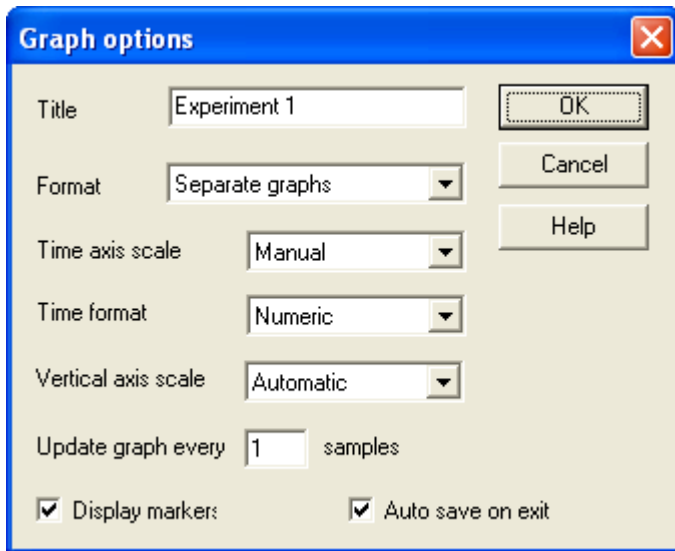 Graph options
Title Experiment 1 OK
Cancel
Format Separate graphs
Help
Time axis scale Manual
Time format Numeric
Vertical axis scale Automatic
Update graph every 1 samples
Display markers Auto save on exit